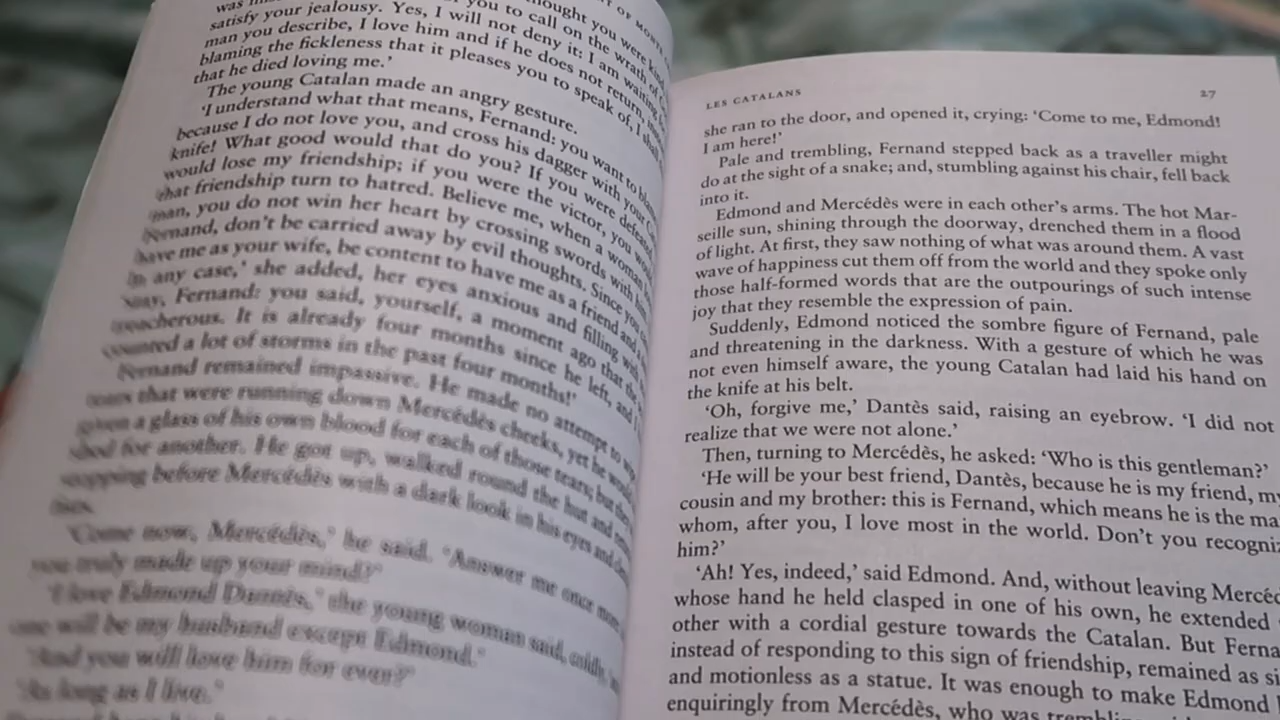 thought you were kind
OF MONTE
you to call on the wrath of
satisfy your jealousy. Yes, I will not deny it: I am waiting
man you describe, I love him and if he does not return,
blaming the fickleness that it pleases you to speak of, I shall
that he died loving me.’
The young Catalan made an angry gesture.
‘I understand what that means, Fernand: you want to blame
because I do not love you, and cross his dagger with your
knife! What good would that do you? If you were defeated
would lose my friendship; if you were the victor, you would
that friendship turn to hatred. Believe me, when a woman
man, you do not win her heart by crossing swords with
Fernand, don’t be carried away by evil thoughts. Since you
have me as your wife, be content to have me as a friend and a
In any case,’ she added, her eyes anxious and filling with
stay, Fernand: you said, yourself, a moment ago that the
treacherous. It is already four months since he left, and I
counted a lot of storms in the past four months!’
Fernand remained impassive. He made no attempt to
tears that were running down Mercédès cheeks, yet he would
given a glass of his own blood for each of those tears; but they
shed for another. He got up, walked round the hut and
stopping before Mercédès with a dark look in his eyes and
fists.
‘Come now, Mercédès,’ he said. ‘Answer me once more
you truly made up your mind?’
‘I love Edmond Dantès,’ the young woman said, coldly,
one will be my husband except Edmond.’
‘And you will love him for ever?’
‘As long as I live.’
LES CATALANS 27
she ran to the door, and opened it, crying: ‘Come to me, Edmond!
I am here!’
Pale and trembling, Fernand stepped back as a traveller might
do at the sight of a snake; and, stumbling against his chair, fell back
into it.
Edmond and Mercédès were in each other’s arms. The hot Mar-
seille sun, shining through the doorway, drenched them in a flood
of light. At first, they saw nothing of what was around them. A vast
wave of happiness cut them off from the world and they spoke only
those half-formed words that are the outpourings of such intense
joy that they resemble the expression of pain.
Suddenly, Edmond noticed the sombre figure of Fernand, pale
and threatening in the darkness. With a gesture of which he was
not even himself aware, the young Catalan had laid his hand on
the knife at his belt.
‘Oh, forgive me,’ Dantès said, raising an eyebrow. ‘I did not
realize that we were not alone.’
Then, turning to Mercédès, he asked: ‘Who is this gentleman?’
‘He will be your best friend, Dantès, because he is my friend, my
cousin and my brother: this is Fernand, which means he is the ma
whom, after you, I love most in the world. Don’t you recogniz
him?’
‘Ah! Yes, indeed,’ said Edmond. And, without leaving Mercéd
whose hand he held clasped in one of his own, he extended
other with a cordial gesture towards the Catalan. But Ferna
instead of responding to this sign of friendship, remained as si
and motionless as a statue. It was enough to make Edmond
enquiringly from Mercédès, who was trembling